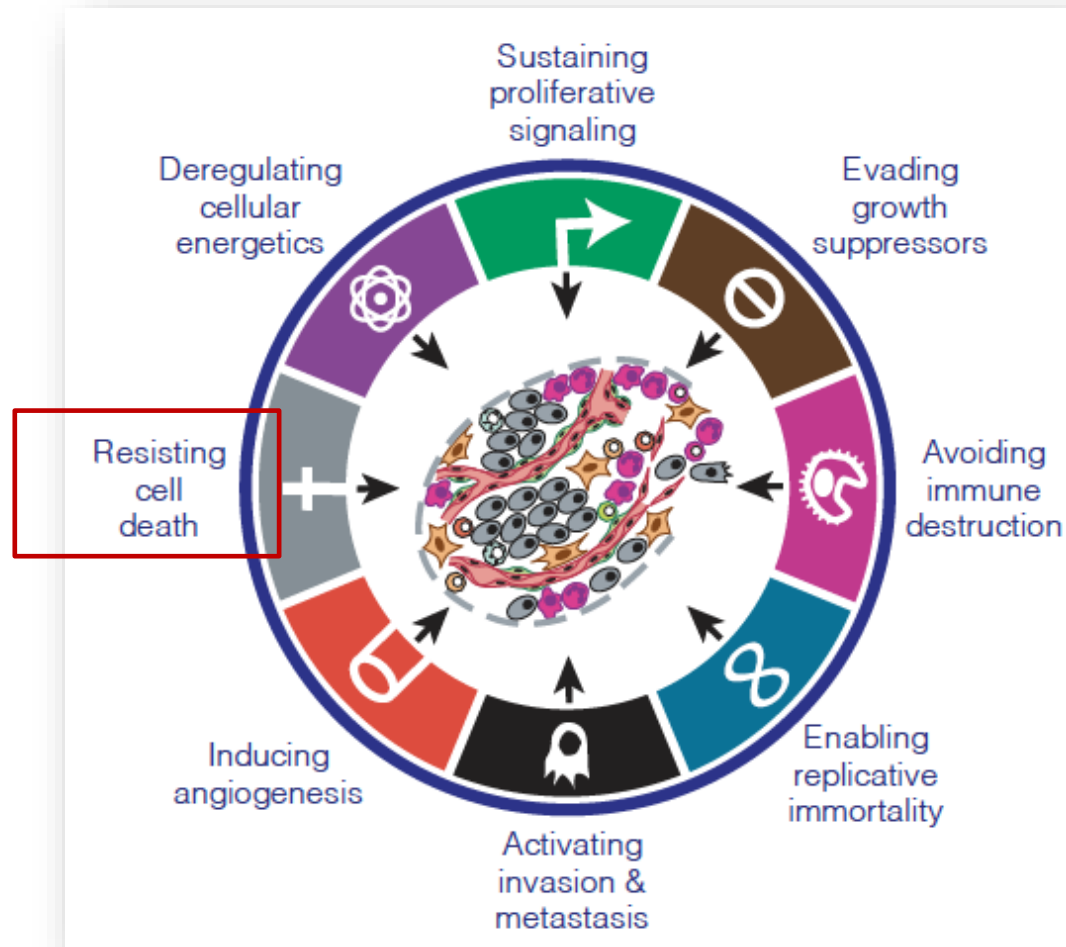 Sustaining
proliferative
signaling
Deregulating
cellular
energetics
Evading
growth
suppressors
Resisting
cell
death
Avoiding
immune
destruction
Inducing
angiogenesis
Enabling
replicative
immortality
Activating
invasion &
metastasis